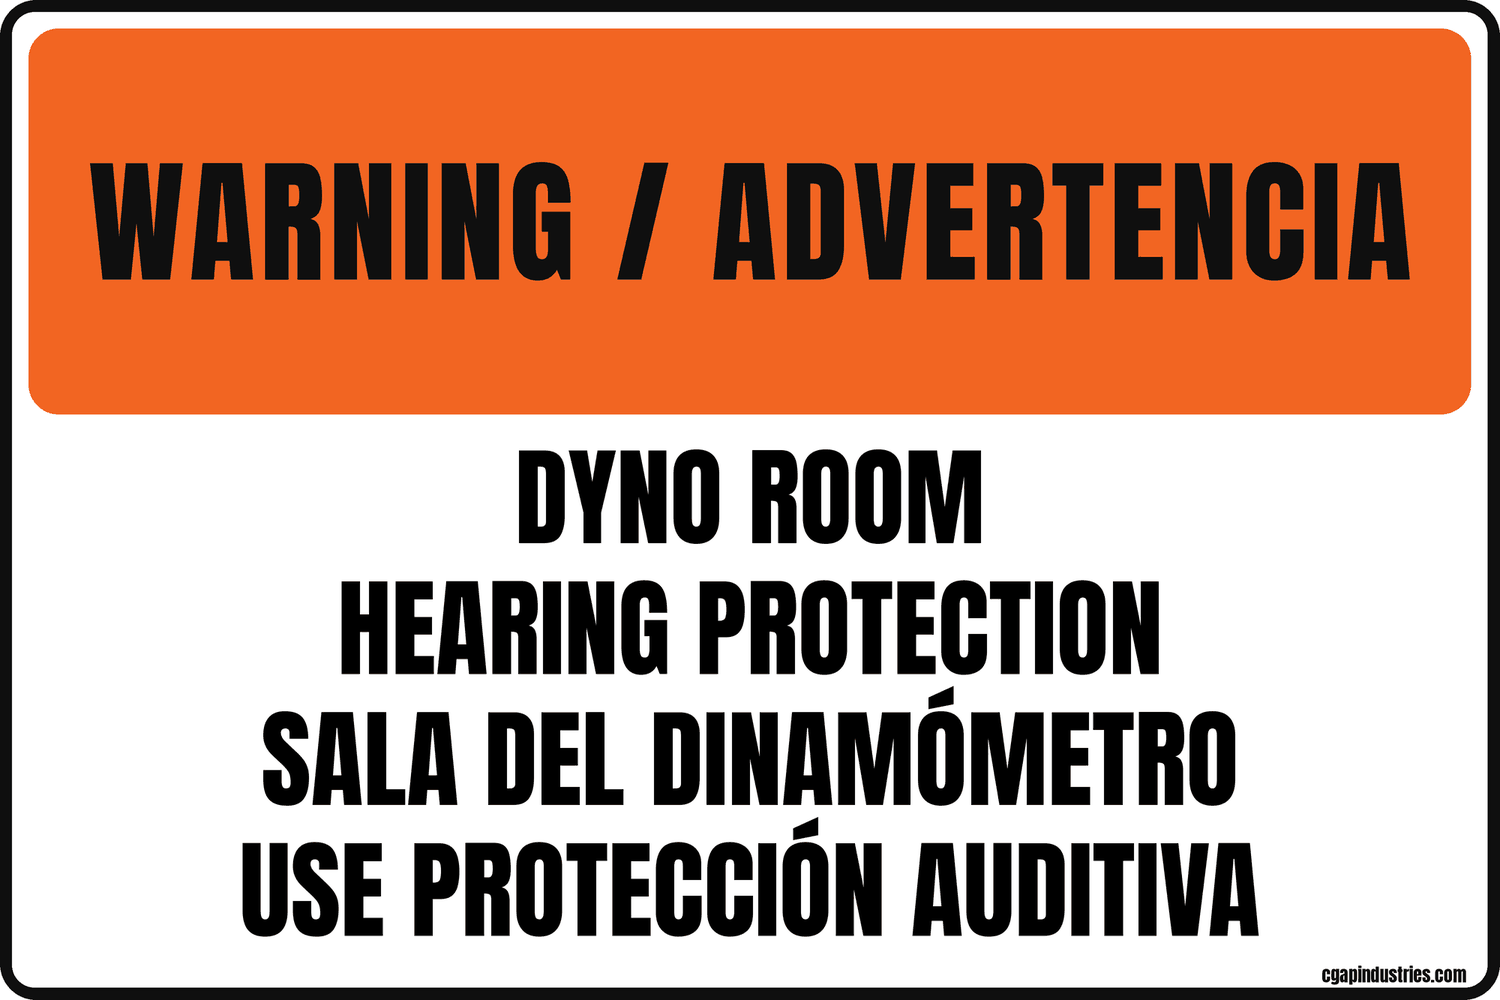 WARNING / ADVERTENCIA
DYNO ROOM
HEARING PROTECTION
SALA DEL DINAMÓMETRO
USE PROTECCIÓN AUDITIVA
cgapindustries.com